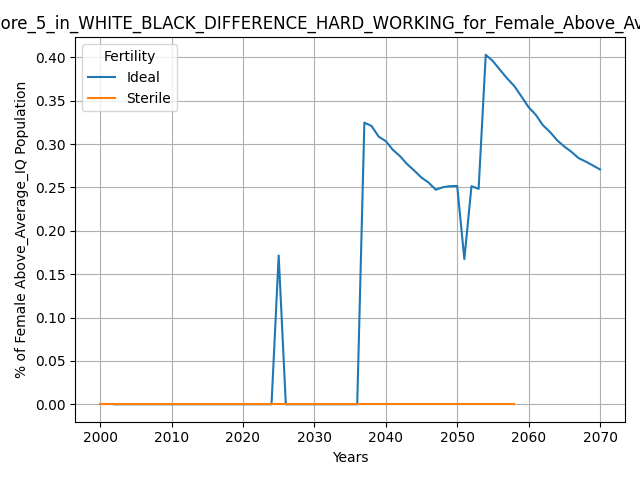 ore_5_in_WHITE_BLACK_DIFFERENCE_HARD_WORKING_for_Female_Above_Av
Fertility
Ideal
Sterile
% of Female Above_Average_IQ Population
0.40
0.35
0.30
0.25
0.20
0.15
0.10
0.05
0.00
2000 2010 2020 2030 2040 2050 2060 2070
Years